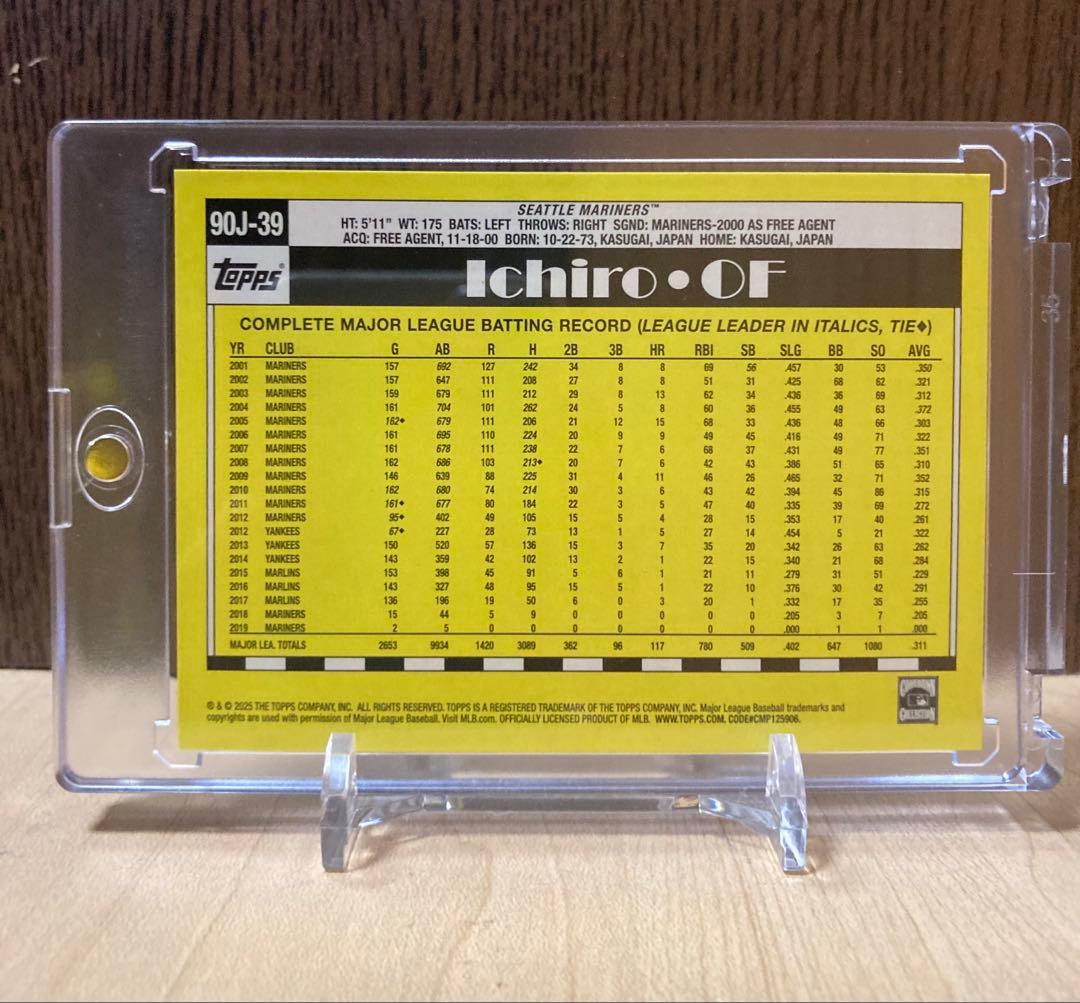 90J-39
SEATTLE MARINERS™
HT: 5'11" WT: 175 BATS: LEFT THROWS: RIGHT SGND: MARINERS-2000 AS FREE AGENT
ACQ: FREE AGENT, 11-18-00 BORN: 10-22-73, KASUGAI, JAPAN HOME: KASUGAI, JAPAN
topps®
Ichiro • OF
COMPLETE MAJOR LEAGUE BATTING RECORD (LEAGUE LEADER IN ITALICS, TIE◆)
YR CLUB G AB R H 2B 3B HR RBI SB SLG BB SO AVG
2001 MARINERS 157 692 127 242 34 8 8 69 56 .457 30 53 .350
2002 MARINERS 157 647 111 208 27 8 8 51 31 .425 68 62 .321
2003 MARINERS 159 679 111 212 29 8 13 62 34 .436 36 69 .312
2004 MARINERS 161 704 101 262 24 5 8 60 36 .455 49 63 .372
2005 MARINERS 162◆ 679 111 206 21 12 15 68 33 .436 48 66 .303
2006 MARINERS 161 695 110 224 20 9 9 49 45 .416 49 71 .322
2007 MARINERS 161 678 111 238 22 7 6 68 37 .431 49 77 .351
2008 MARINERS 162 686 103 213◆ 20 7 6 42 43 .386 51 65 .310
2009 MARINERS 146 639 88 225 31 4 11 46 26 .465 32 71 .352
2010 MARINERS 162 680 74 214 30 3 6 43 42 .394 45 86 .315
2011 MARINERS 161◆ 677 80 184 22 3 5 47 40 .335 39 69 .272
2012 MARINERS 95◆ 402 49 105 15 5 4 28 15 .353 17 40 .261
2012 YANKEES 67◆ 227 28 73 13 1 5 27 14 .454 5 21 .322
2013 YANKEES 150 520 57 136 15 3 7 35 20 .342 26 63 .262
2014 YANKEES 143 359 42 102 13 2 1 22 15 .340 21 68 .284
2015 MARLINS 153 398 45 91 5 6 1 21 11 .279 31 51 .229
2016 MARLINS 143 327 48 95 15 5 1 22 10 .376 30 42 .291
2017 MARLINS 136 196 19 50 6 0 3 20 1 .332 17 35 .255
2018 MARINERS 15 44 5 9 0 0 0 0 0 .205 3 7 .205
2019 MARINERS 2 5 0 0 0 0 0 0 0 .000 1 1 .000
MAJOR LEA. TOTALS 2653 9934 1420 3089 362 96 117 780 509 .402 647 1080 .311
® & © 2025 THE TOPPS COMPANY, INC. ALL RIGHTS RESERVED. TOPPS IS A REGISTERED TRADEMARK OF THE TOPPS COMPANY, INC. Major League Baseball trademarks and
copyrights are used with permission of Major League Baseball. Visit MLB.com. OFFICIALLY LICENSED PRODUCT OF MLB. WWW.TOPPS.COM. CODE#CMP125906.
COOPERSTOWN
COLLECTION
35